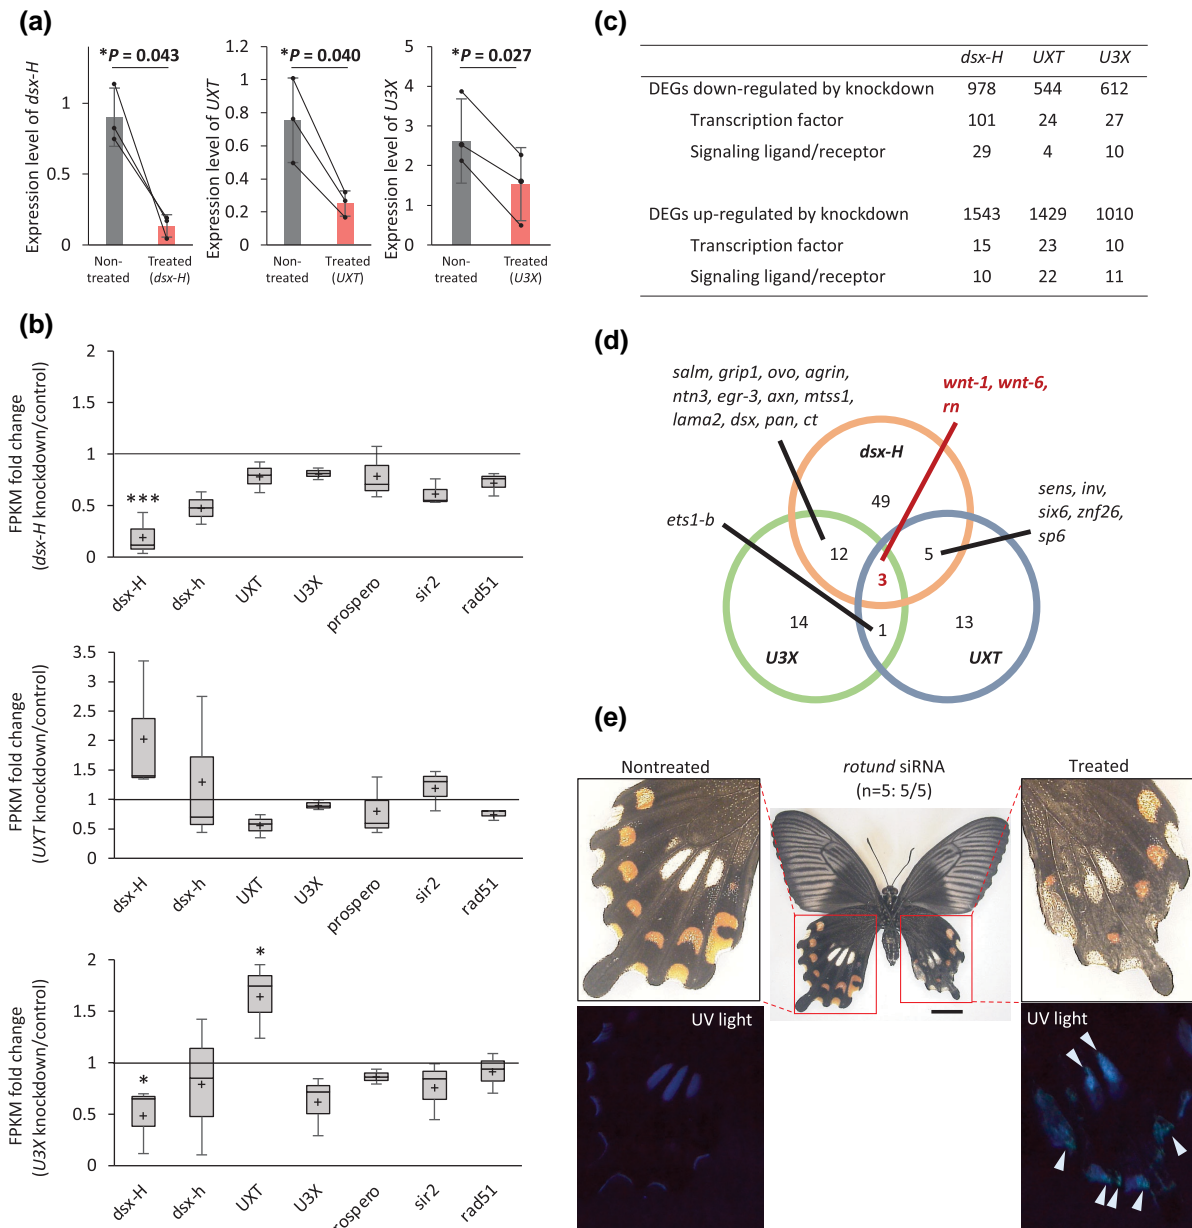 (a)
*P = 0.043
*P = 0.040
*P = 0.027
Expression level of dsx-H
1
0
Non-treated
Treated (dsx-H)
Expression level of UXT
1.2
1
0.8
0.6
0.4
0.2
0
Non-treated
Treated (UXT)
Expression level of U3X
5
4
3
2
1
0
Non-treated
Treated (U3X)
(b)
FPKM fold change
(dsx-H knockdown/control)
2
1.5
1
0.5
0
***
dsx-H
dsx-h
UXT
U3X
prospero
sir2
rad51
FPKM fold change
(UXT knockdown/control)
3.5
3
2.5
2
1.5
1
0.5
0
dsx-H
dsx-h
UXT
U3X
prospero
sir2
rad51
FPKM fold change
(U3X knockdown/control)
2
1.5
1
0.5
0
*
*
dsx-H
dsx-h
UXT
U3X
prospero
sir2
rad51
(c)
dsx-H UXT U3X
DEGs down-regulated by knockdown 978 544 612
Transcription factor 101 24 27
Signaling ligand/receptor 29 4 10
DEGs up-regulated by knockdown 1543 1429 1010
Transcription factor 15 23 10
Signaling ligand/receptor 10 22 11
(d)
salm, grip1, ovo, agrin,
ntn3, egr-3, axn, mtss1,
lama2, dsx, pan, ct
wnt-1, wnt-6,
rn
dsx-H
49
ets1-b
sens, inv,
six6, znf26,
sp6
12
5
3
14
1
13
U3X
UXT
(e)
Nontreated
rotund siRNA
(n=5: 5/5)
Treated
UV light
UV light